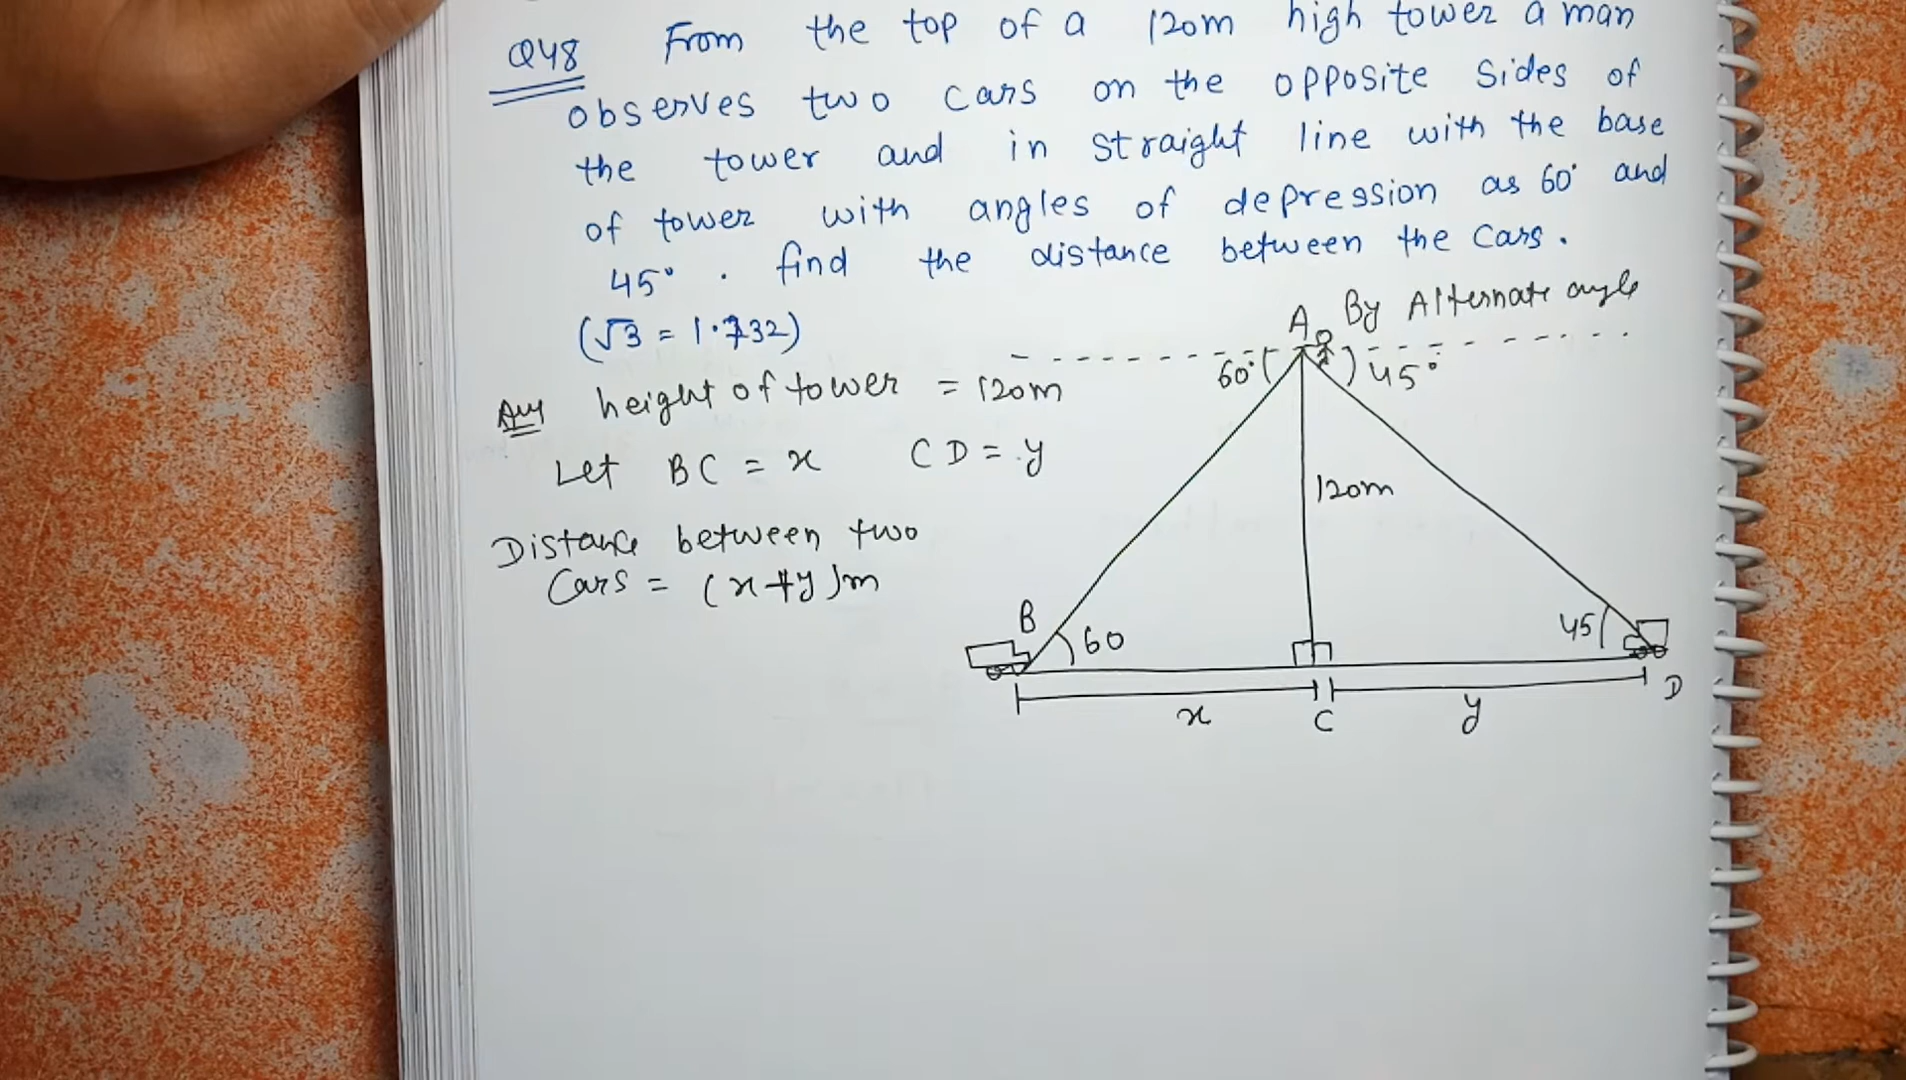 Q48 From the top of a 120m high tower a man
observes two cars on the opposite sides of
the tower and in straight line with the base
of tower with angles of depression as 60° and
45°. find the distance between the cars.
(√3 = 1.732)
Ans height of tower = 120m
Let BC = x CD = y
Distance between two
Cars = (x+y)m
A By Alternate angle
60° 45°
120m
B 60 45
D
x C y